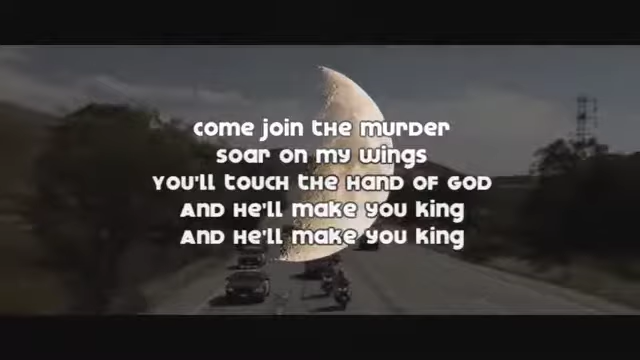 Come join the murder
Soar on my wings
You'll touch the hand of God
And He'll make you king
And He'll make you king